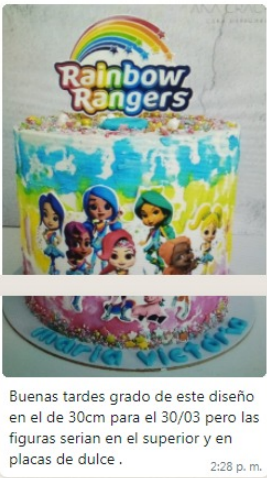 Rainbow
Rangers
maria victoria
Buenas tardes grado de este diseño
en el de 30cm para el 30/03 pero las
figuras serian en el superior y en
placas de dulce .
2:28 p. m.